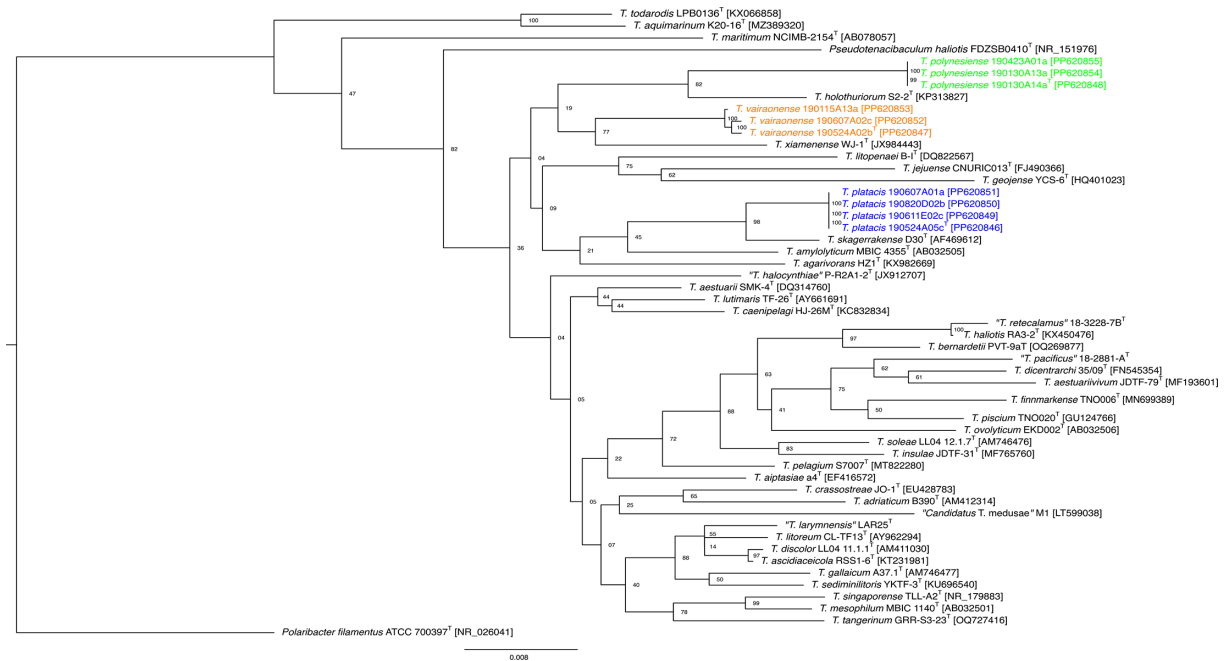 T. todarodis LPB0136T [KX066858]
100
T. aquimarinum K20-16T [MZ389320]
T. maritimum NCIMB-2154T [AB078057]
Pseudotenacibaculum haliotis FDZSB0410T [NR_151976]
T. polynesiense 190423A01a [PP620855]
100
T. polynesiense 190130A13a [PP620854]
99
82
T. polynesiense 190130A14aT [PP620848]
47
T. holothuriorum S2-2T [KP313827]
19
T. vairaonense 190115A13a [PP620853]
100
T. vairaonense 190607A02c [PP620852]
100
77
T. vairaonense 190524A02bT [PP620847]
82
T. xiamenense WJ-1T [JX984443]
04
T. litopenaei B-IT [DQ822567]
75
T. jejuense CNURIC013T [FJ490366]
62
T. geojense YCS-6T [HQ401023]
T. platacis 190607A01a [PP620851]
100
T. platacis 190820D02b [PP620850]
09
100
T. platacis 190611E02c [PP620849]
98
100
T. platacis 190524A05cT [PP620846]
45
T. skagerrakense D30T [AF469612]
36
21
T. amylolyticum MBIC 4355T [AB032505]
T. agarivorans HZ1T [KX982669]
"T. halocynthiae" P-R2A1-2T [JX912707]
T. aestuarii SMK-4T [DQ314760]
44
T. lutimaris TF-26T [AY661691]
44
T. caenipelagi HJ-26MT [KC832834]
"T. retecalamus" 18-3228-7BT
100
04
T. haliotis RA3-2T [KX450476]
97
T. bernardetii PVT-9aT [OQ269877]
"T. pacificus" 18-2881-AT
62
63
T. dicentrarchi 35/09T [FN545354]
61
T. aestuariivivum JDTF-79T [MF193601]
75
05
T. finnmarkense TNO006T [MN699389]
50
41
88
T. piscium TNO020T [GU124766]
T. ovolyticum EKD002T [AB032506]
72
T. soleae LL04 12.1.7T [AM746476]
83
T. insulae JDTF-31T [MF765760]
22
T. pelagium S7007T [MT822280]
T. aiptasiae a4T [EF416572]
T. crassostreae JO-1T [EU428783]
65
05
25
T. adriaticum B390T [AM412314]
"Candidatus T. medusae" M1 [LT599038]
"T. larymnensis" LAR25T
55
T. litoreum CL-TF13T [AY962294]
07
14
T. discolor LL04 11.1.1T [AM411030]
88
97
T. ascidiaceicola RSS1-6T [KT231981]
T. gallaicum A37.1T [AM746477]
50
40
T. sediminilitoris YKTF-3T [KU696540]
T. singaporense TLL-A2T [NR_179883]
99
T. mesophilum MBIC 1140T [AB032501]
78
T. tangerinum GRR-S3-23T [OQ727416]
Polaribacter filamentus ATCC 700397T [NR_026041]
0.008